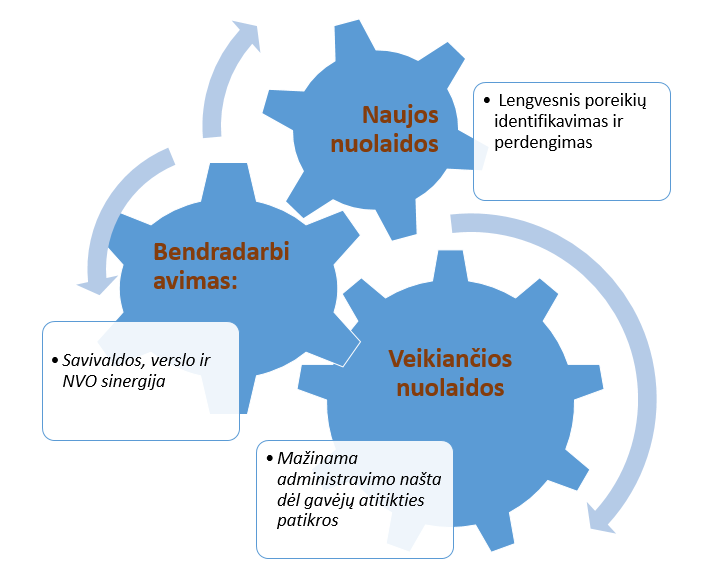 Naujos
nuolaidos
• Lengvesnis poreikių
identifikavimas ir
perdengimas
Bendradarbi
avimas:
• Savivaldos, verslo ir
NVO sinergija
Veikiančios
nuolaidos
• Mažinama
administravimo našta
dėl gavėjų atitikties
patikros